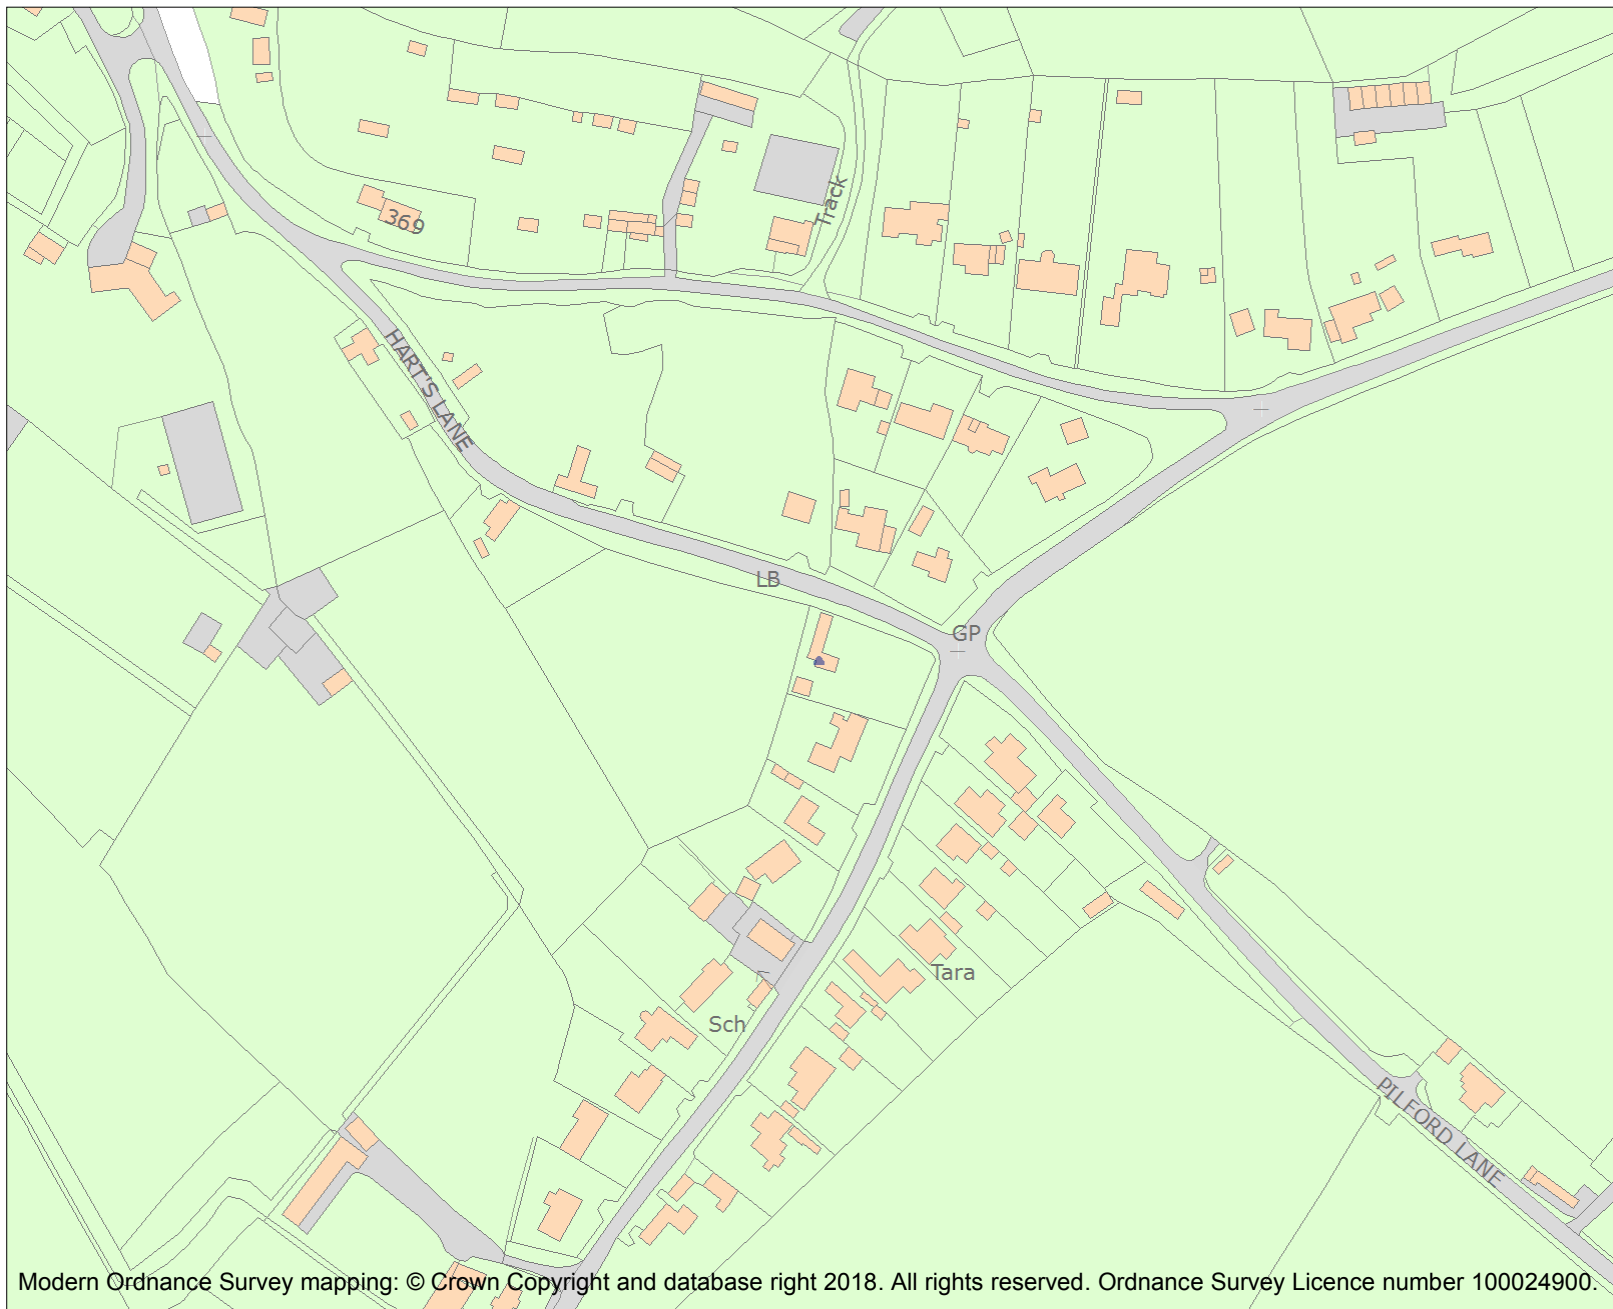 Track
369
HART'S LANE
LB
GP
Tara
Sch
PILFORD LANE
Modern Ordnance Survey mapping: © Crown Copyright and database right 2018. All rights reserved. Ordnance Survey Licence number 100024900.